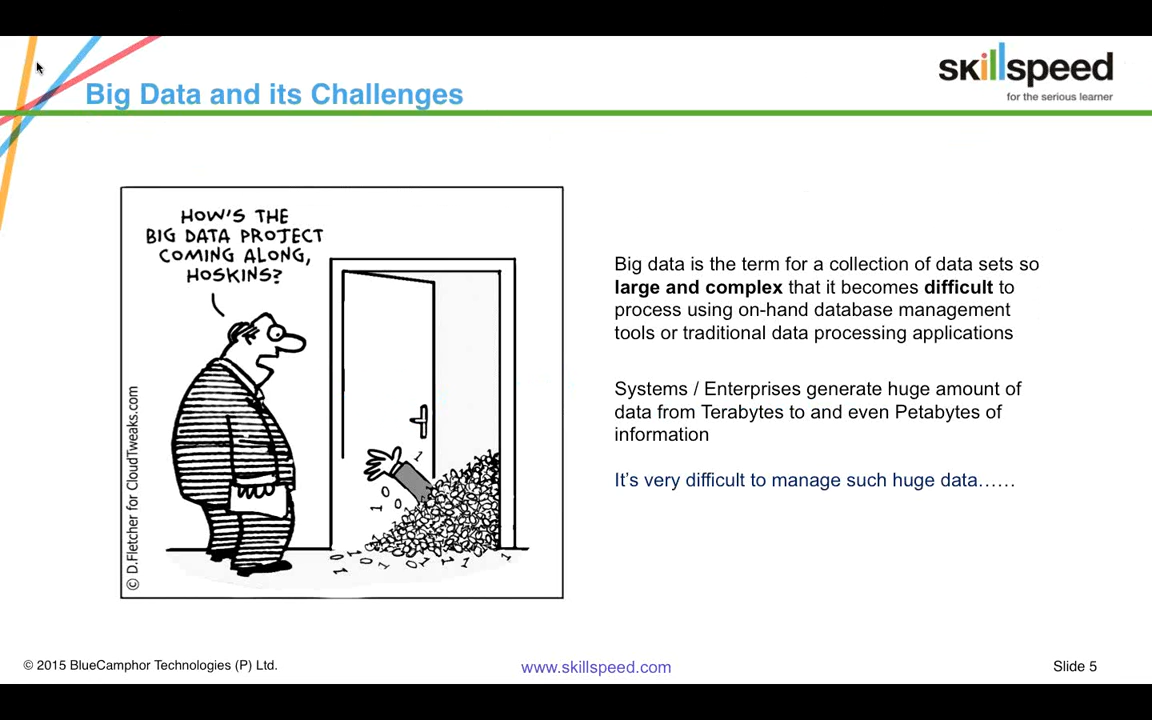 skillspeed
for the serious learner
Big Data and its Challenges
HOW'S THE
BIG DATA PROJECT
COMING ALONG,
HOSKINS?
© D.Fletcher for CloudTweaks.com
Big data is the term for a collection of data sets so
large and complex that it becomes difficult to
process using on-hand database management
tools or traditional data processing applications
Systems / Enterprises generate huge amount of
data from Terabytes to and even Petabytes of
information
It's very difficult to manage such huge data……
© 2015 BlueCamphor Technologies (P) Ltd.
www.skillspeed.com
Slide 5